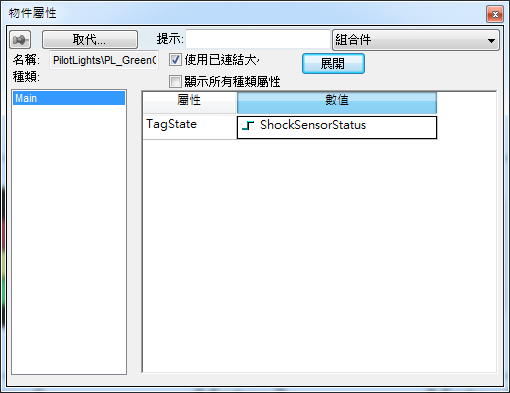 物件屬性
取代...
提示:
組合件
名稱:
PilotLights\PL_Green
使用已連結大
展開
種類:
顯示所有種類屬性
Main
屬性
數值
TagState
ShockSensorStatus